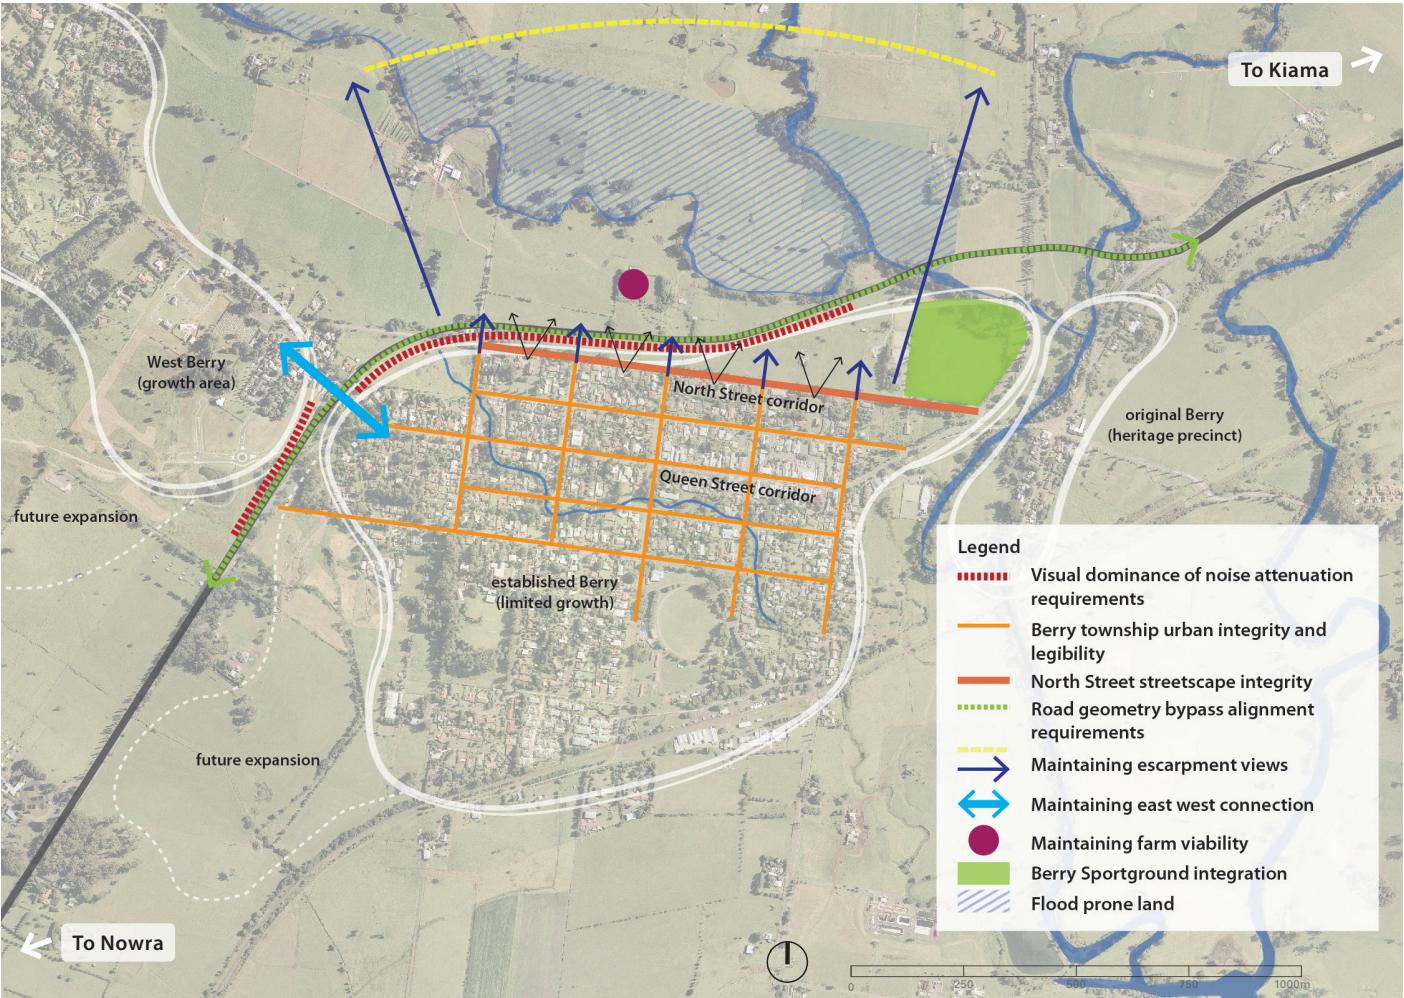 To Kiama
West Berry
(growth area)
North Street corridor
original Berry
(heritage precinct)
Queen Street corridor
future expansion
established Berry
(limited growth)
future expansion
To Nowra
Legend
Visual dominance of noise attenuation
requirements
Berry township urban integrity and
legibility
North Street streetscape integrity
Road geometry bypass alignment
requirements
Maintaining escarpment views
Maintaining east west connection
Maintaining farm viability
Berry Sportground integration
Flood prone land
0 250 500 750 1000m